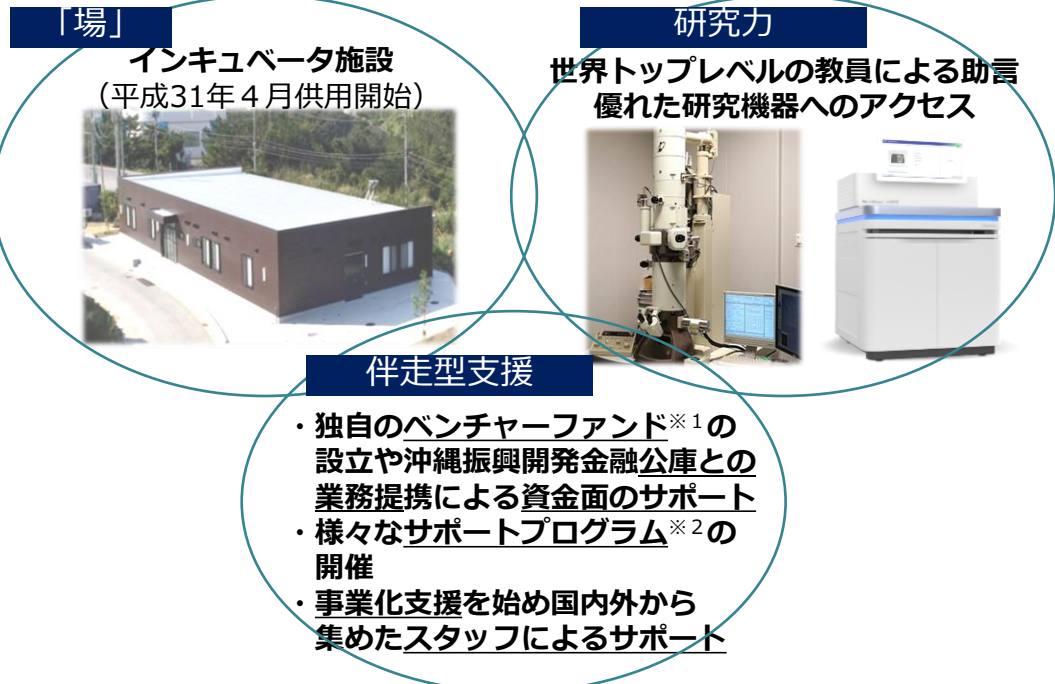 「場」
インキュベータ施設
（平成31年４月供用開始）
研究力
世界トップレベルの教員による助言
優れた研究機器へのアクセス
伴走型支援
・独自のベンチャーファンド※1の
設立や沖縄振興開発金融公庫との
業務提携による資金面のサポート
・様々なサポートプログラム※2の
開催
・事業化支援を始め国内外から
集めたスタッフによるサポート